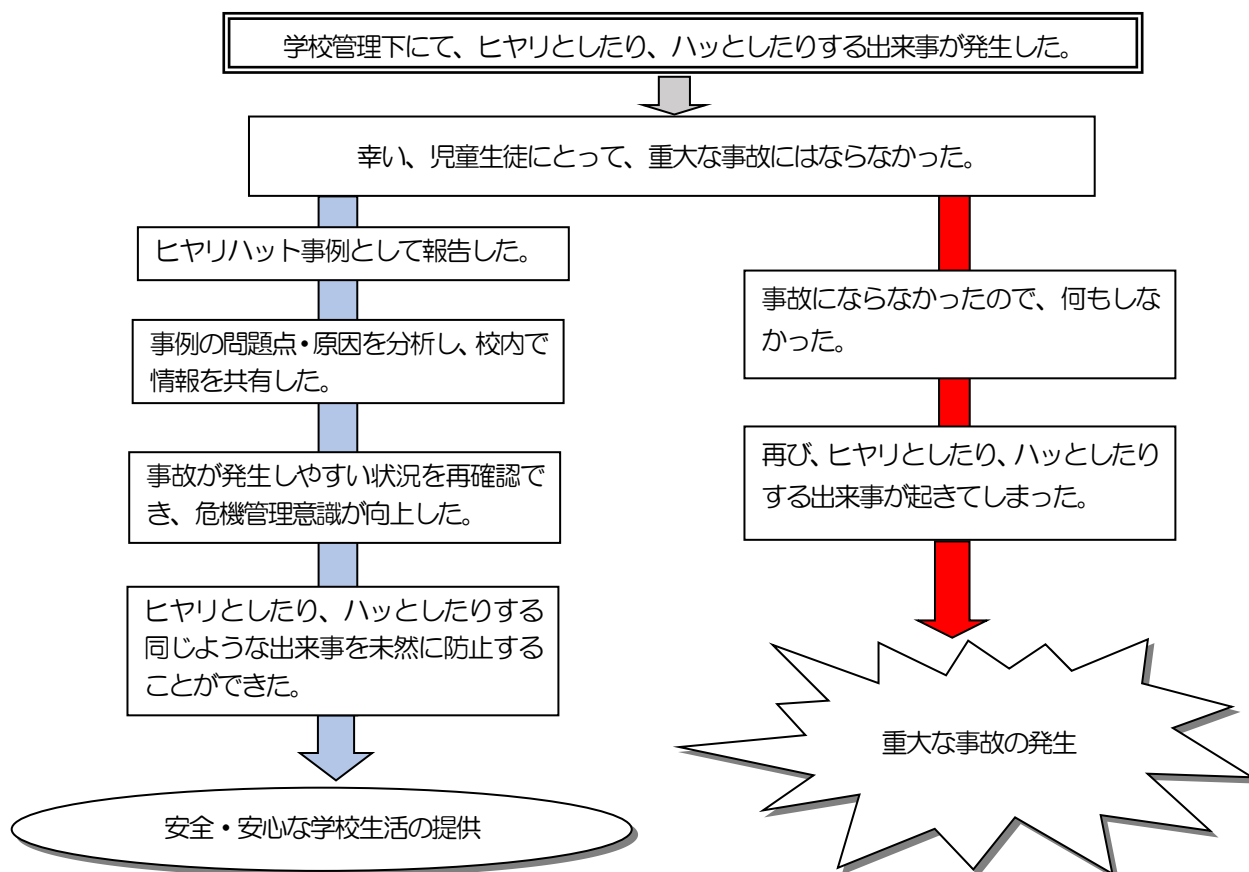 学校管理下にて、ヒヤリとしたり、ハッとしたりする出来事が発生した。
幸い、児童生徒にとって、重大な事故にはならなかった。
ヒヤリハット事例として報告した。
事例の問題点・原因を分析し、校内で
情報を共有した。
事故が発生しやすい状況を再確認で
き、危機管理意識が向上した。
ヒヤリとしたり、ハッとしたりする
同じような出来事を未然に防止する
ことができた。
安全・安心な学校生活の提供
事故にならなかったので、何もしな
かった。
再び、ヒヤリとしたり、ハッとしたり
する出来事が起きてしまった。
重大な事故の発生